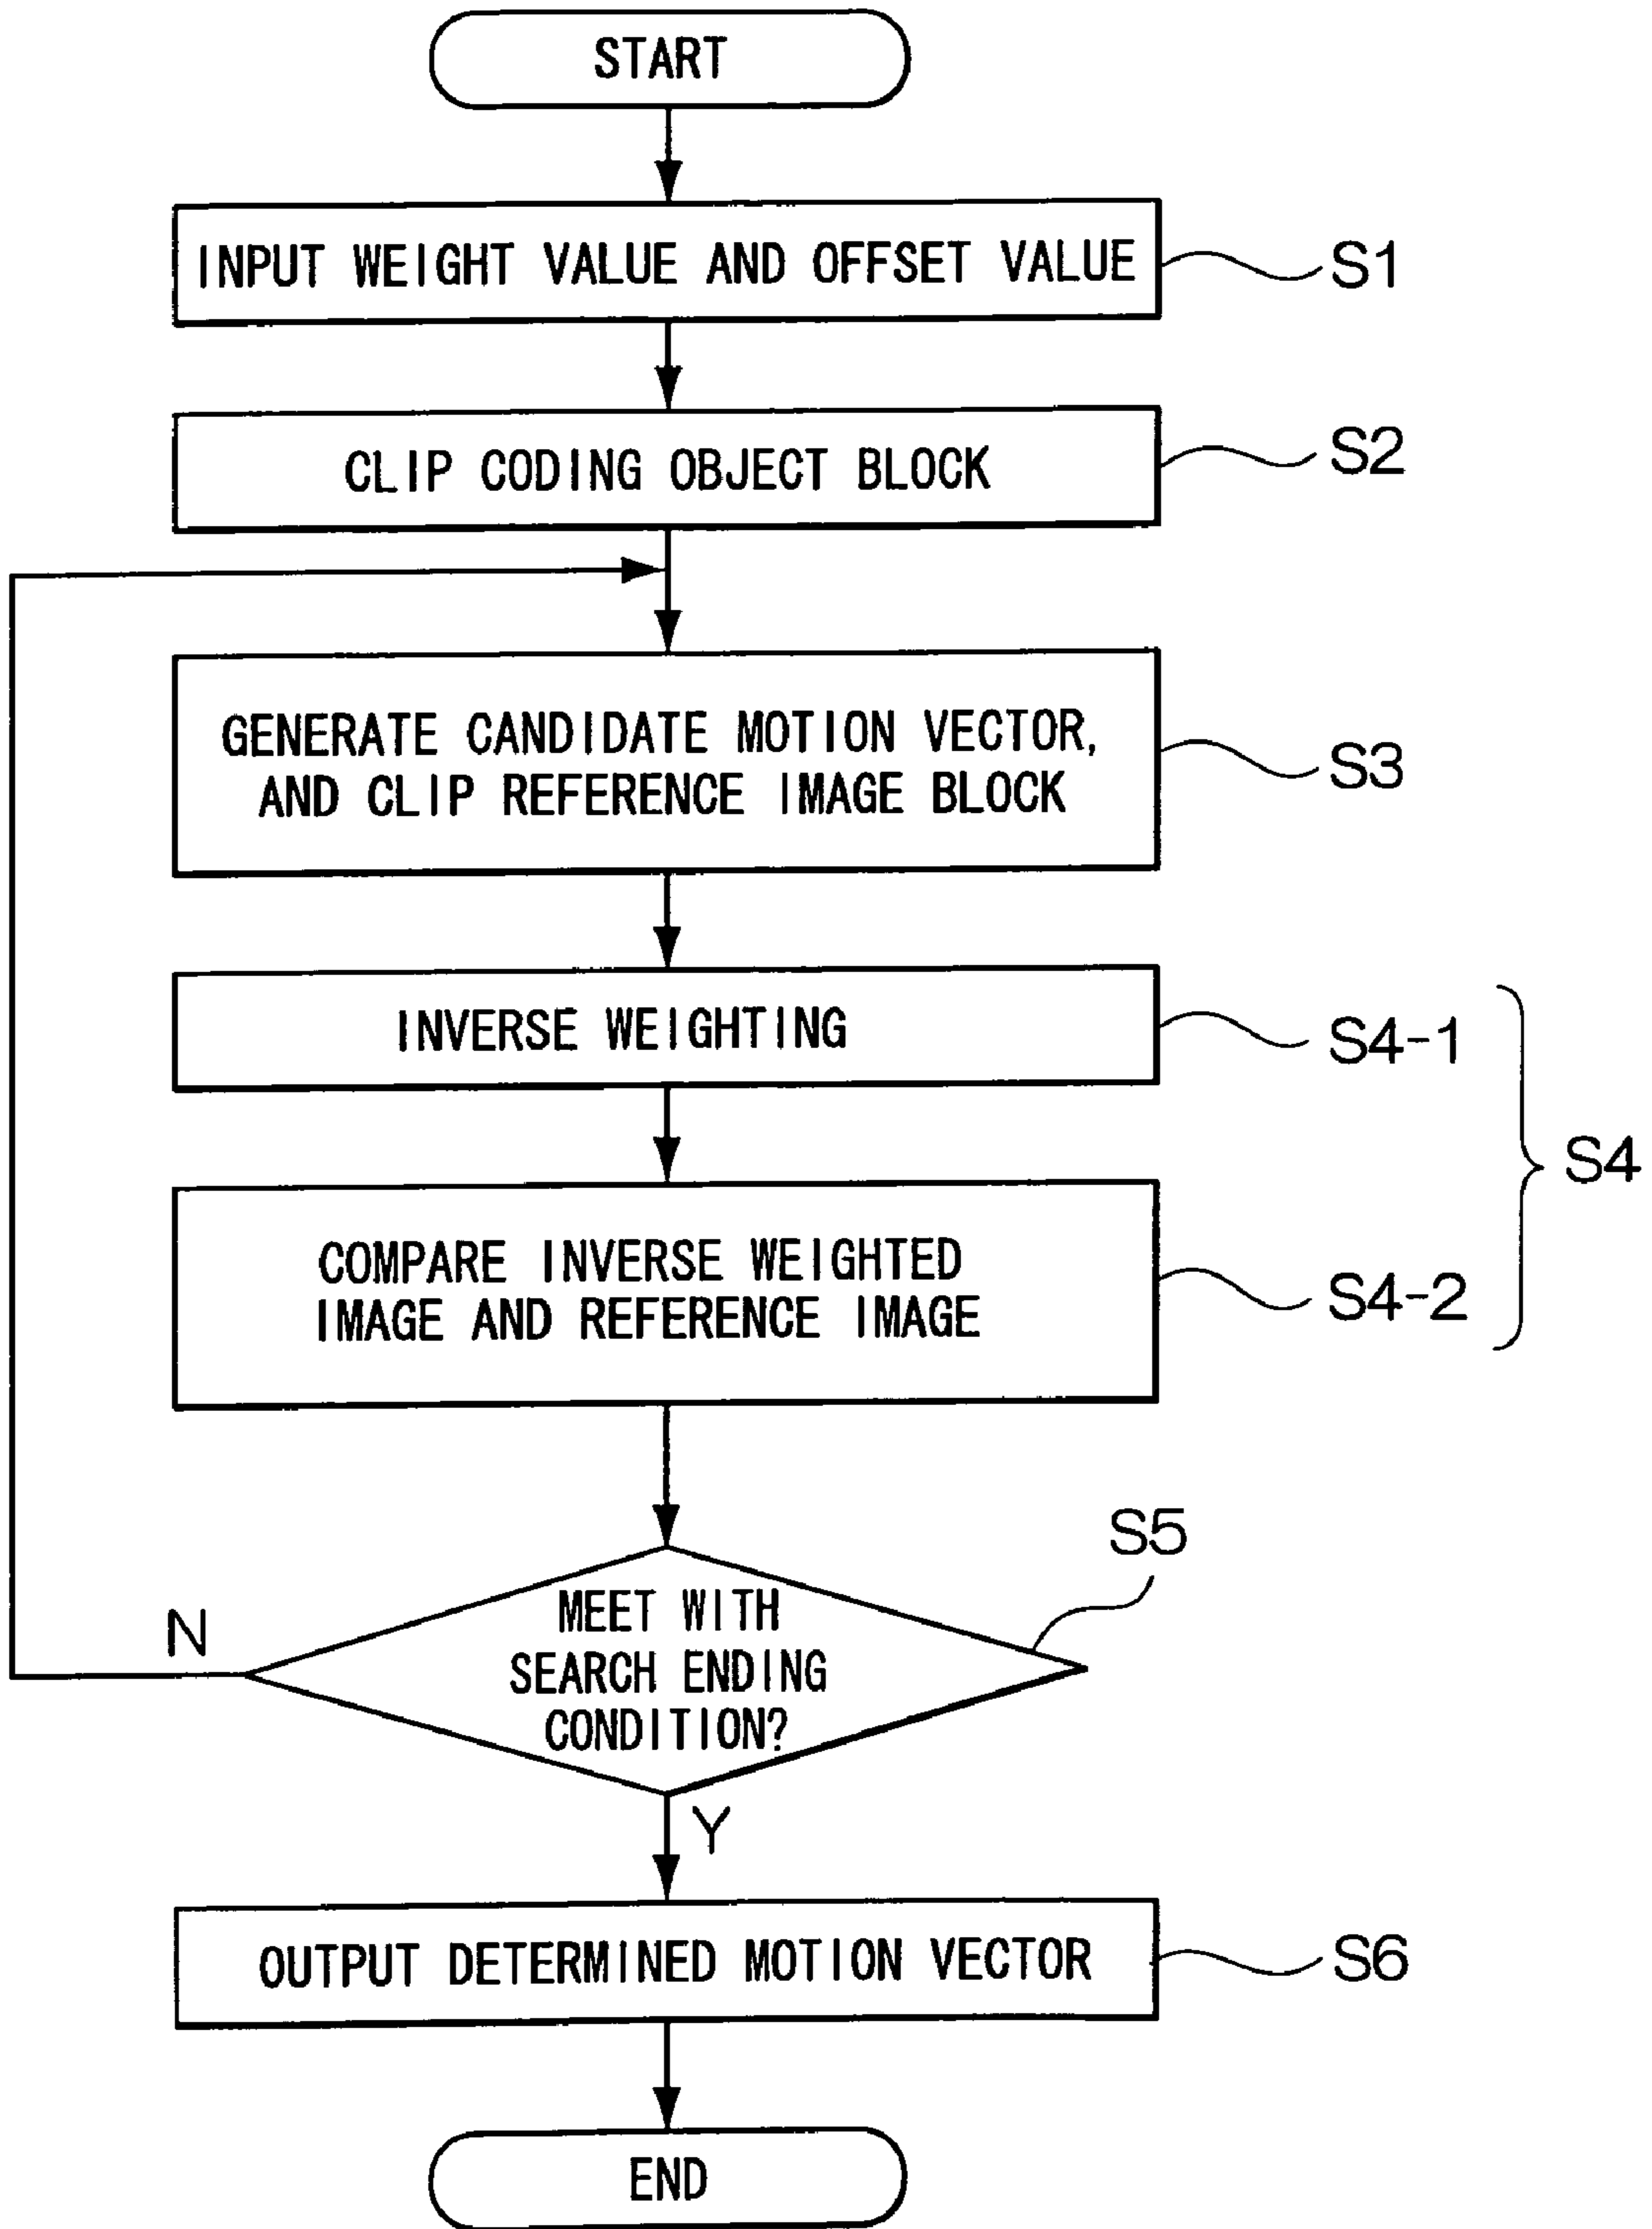 START
INPUT WEIGHT VALUE AND OFFSET VALUE
S1
CLIP CODING OBJECT BLOCK
S2
GENERATE CANDIDATE MOTION VECTOR,
AND CLIP REFERENCE IMAGE BLOCK
S3
INVERSE WEIGHTING
S4-1
S4
COMPARE INVERSE WEIGHTED
IMAGE AND REFERENCE IMAGE
S4-2
S5
MEET WITH
SEARCH ENDING
CONDITION?
N
Y
OUTPUT DETERMINED MOTION VECTOR
S6
END